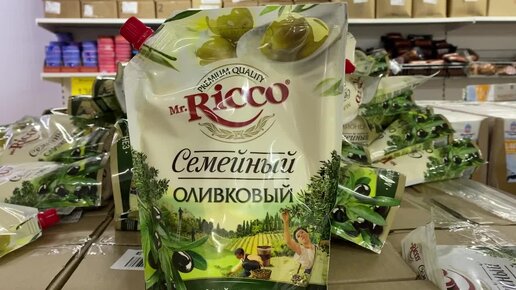 PREMIUM QUALITY
Mr. Ricco®
Семейный
ОЛИВКОВЫЙ